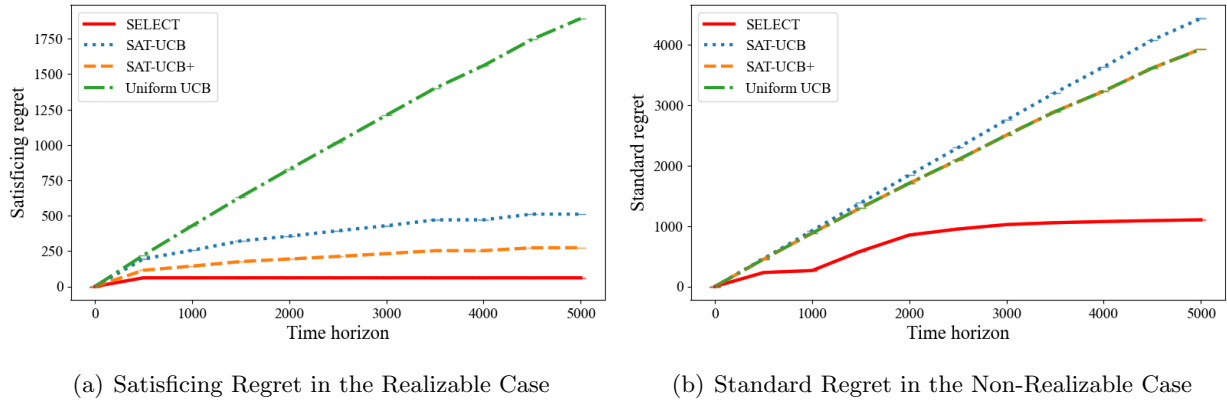 SELECT
SAT-UCB
SAT-UCB+
Uniform UCB
Satisficing regret
1750
1500
1250
1000
750
500
250
0
0 1000 2000 3000 4000 5000
Time horizon
(a) Satisficing Regret in the Realizable Case
SELECT
SAT-UCB
SAT-UCB+
Uniform UCB
Standard regret
4000
3000
2000
1000
0
0 1000 2000 3000 4000 5000
Time horizon
(b) Standard Regret in the Non-Realizable Case